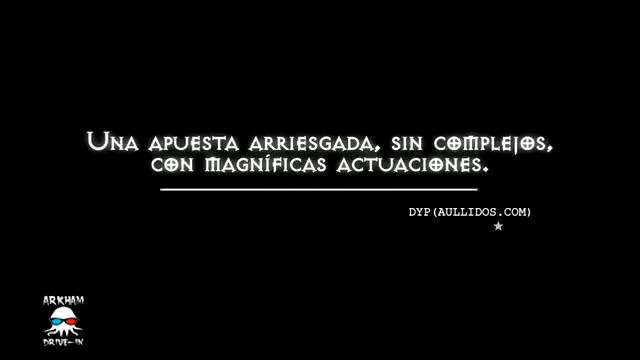 Una apuesta arriesgada, sin complejos,
con magníficas actuaciones.
DYP(AULLIDOS.COM)
ARKHAM
DRIVE-IN